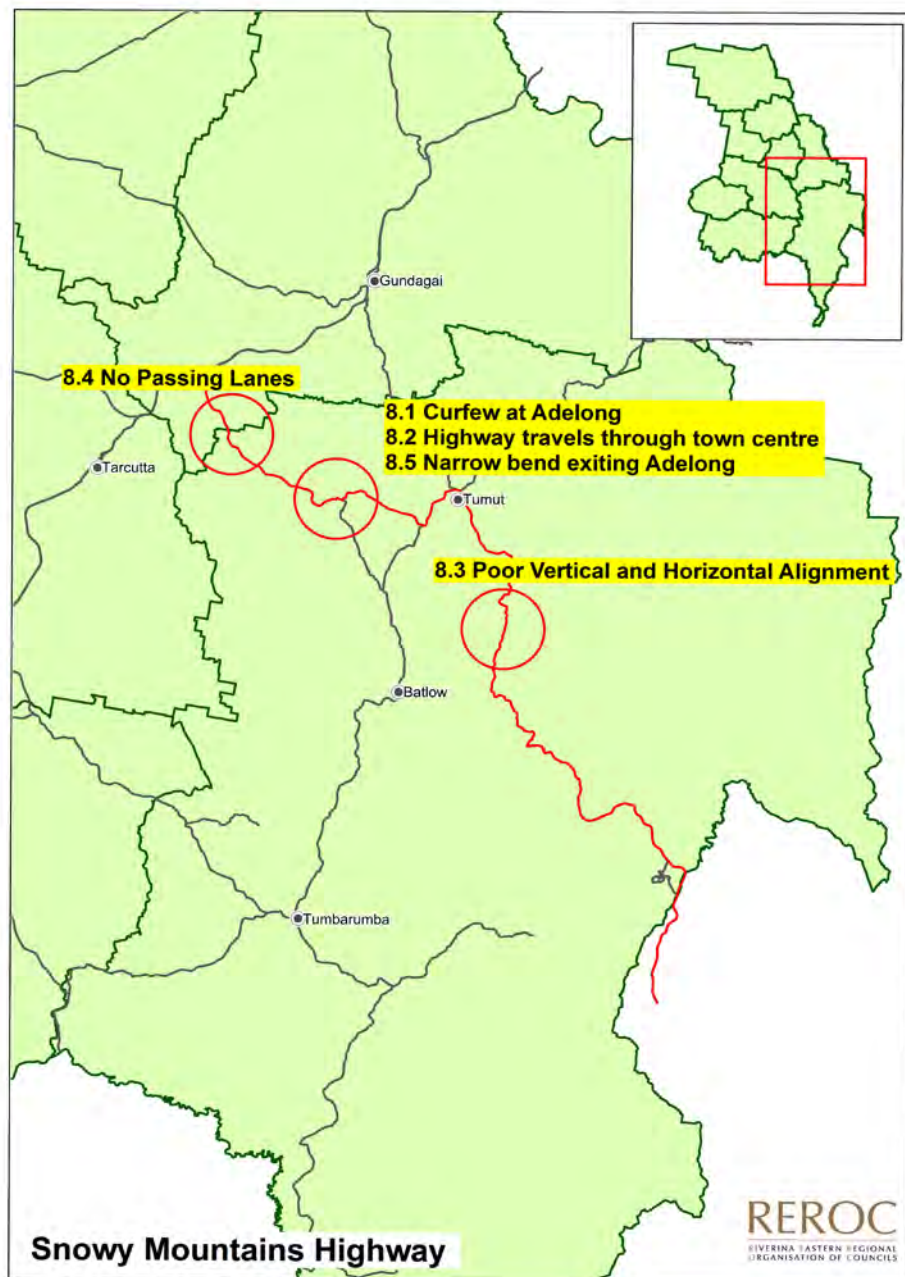 Gundagai
8.4 No Passing Lanes
8.1 Curfew at Adelong
8.2 Highway travels through town centre
8.5 Narrow bend exiting Adelong
Tarcutta
Tumut
8.3 Poor Vertical and Horizontal Alignment
Batlow
Tumbarumba
Snowy Mountains Highway
REROC
RIVERINA EASTERN REGIONAL
ORGANISATION OF COUNCILS